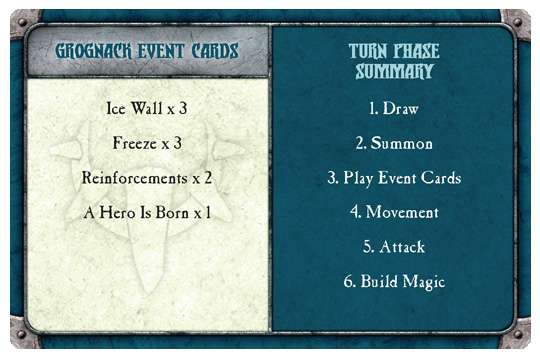 GROGNACK EVENT CARDS
Ice Wall x 3
Freeze x 3
Reinforcements x 2
A Hero Is Born x 1
TURN PHASE
SUMMARY
1. Draw
2. Summon
3. Play Event Cards
4. Movement
5. Attack
6. Build Magic